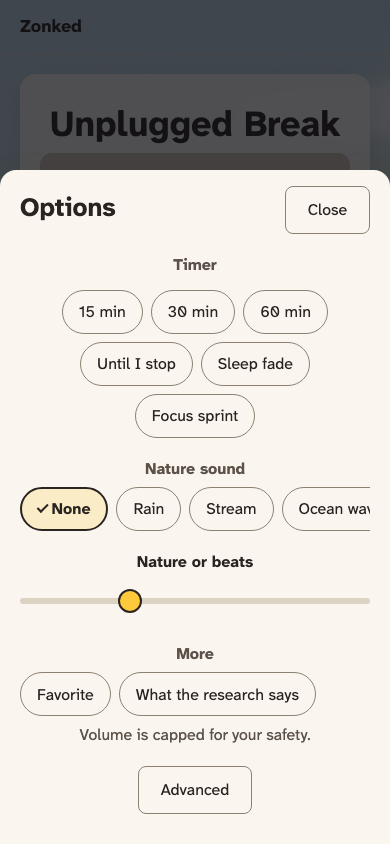 Zonked
Unplugged Break
Options
Close
Timer
15 min
30 min
60 min
Until I stop
Sleep fade
Focus sprint
Nature sound
None
Rain
Stream
Ocean wav
Nature or beats
More
Favorite
What the research says
Volume is capped for your safety.
Advanced